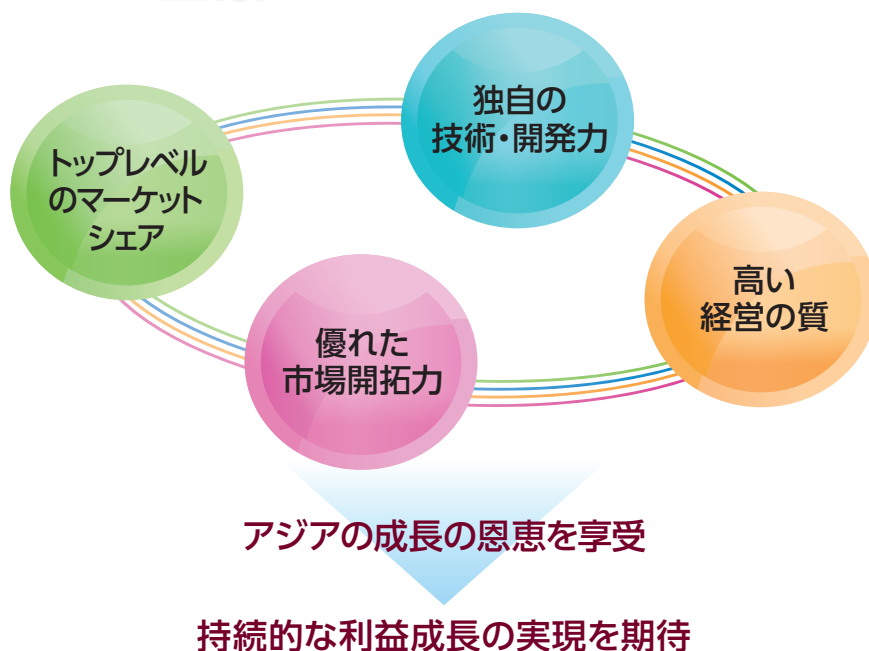 独自の
技術・開発力
トップレベル
のマーケット
シェア
高い
経営の質
優れた
市場開拓力
アジアの成長の恩恵を享受
持続的な利益成長の実現を期待